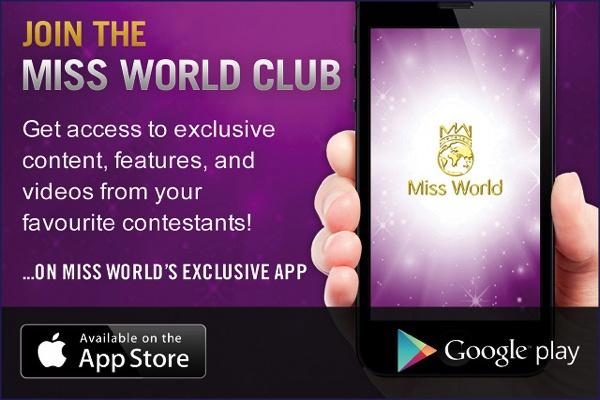 JOIN THE
MISS WORLD CLUB
Get access to exclusive
content, features, and
videos from your
favourite contestants!
...ON MISS WORLD'S EXCLUSIVE APP
Miss World
Available on the
App Store
Google play